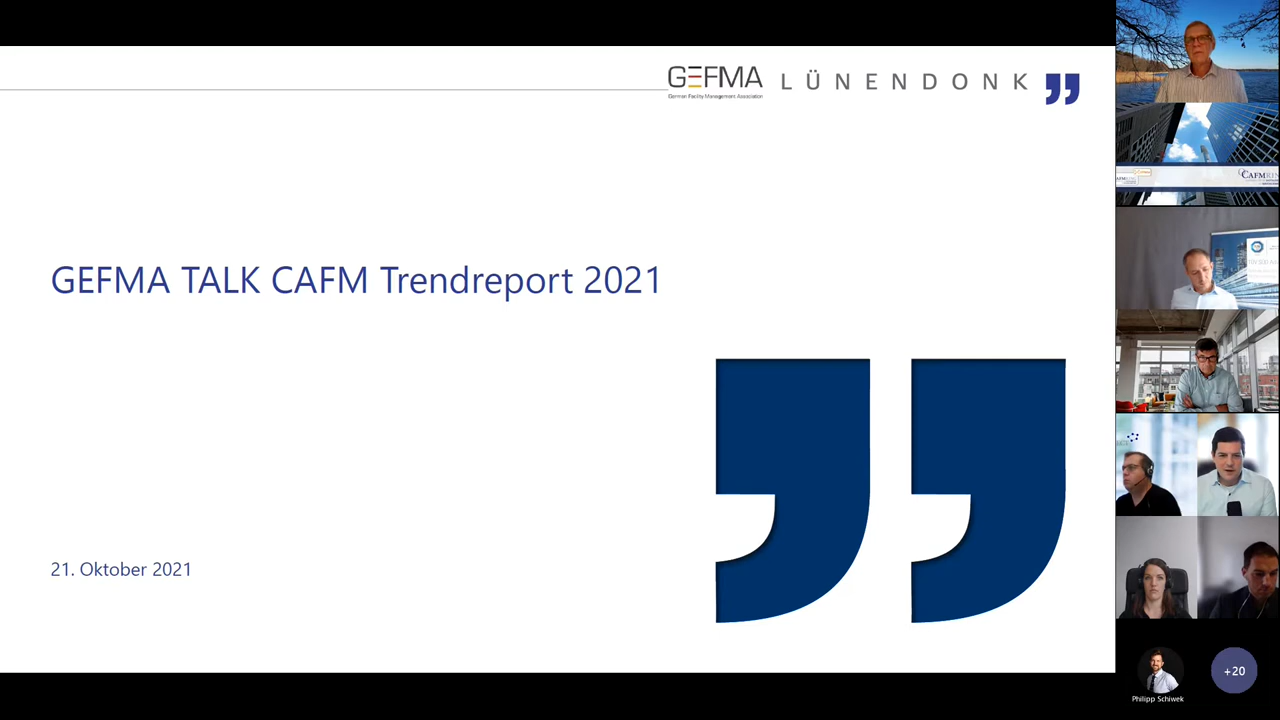 GEFMA
German Facility Management Association
LÜNENDONK
GEFMA TALK CAFM Trendreport 2021
21. Oktober 2021
Philipp Schiwek
+20